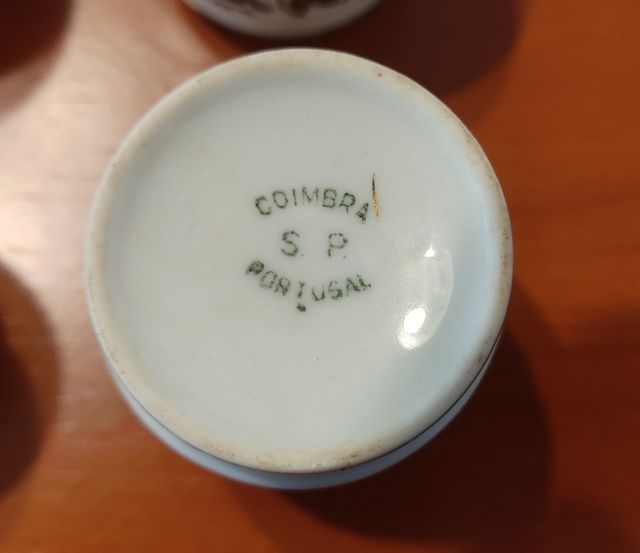 COIMBRA
S. P.
PORTUGAL